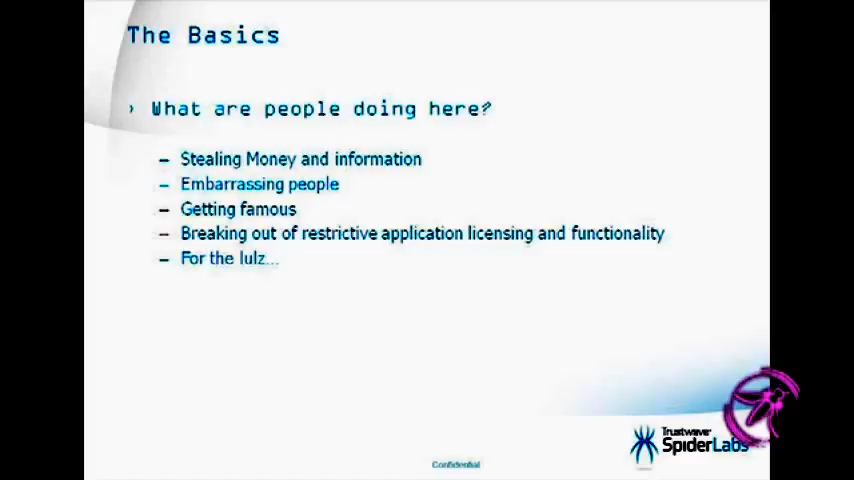 The Basics
› What are people doing here?
– Stealing Money and information
– Embarrassing people
– Getting famous
– Breaking out of restrictive application licensing and functionality
– For the lulz...
Trustwave®
SpiderLabs
Confidential